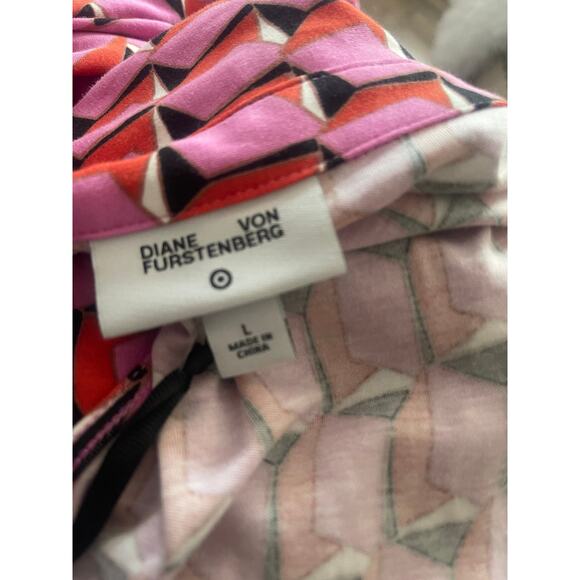 DIANE VON
FURSTENBERG
L
MADE IN
CHINA